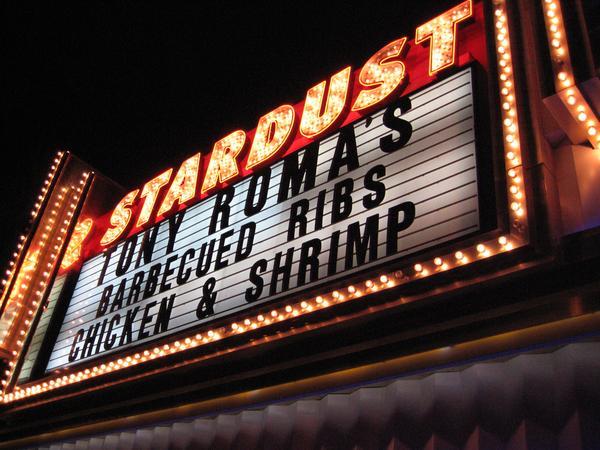 STARDUST
TONY ROMA'S
BARBECUED RIBS
CHICKEN & SHRIMP